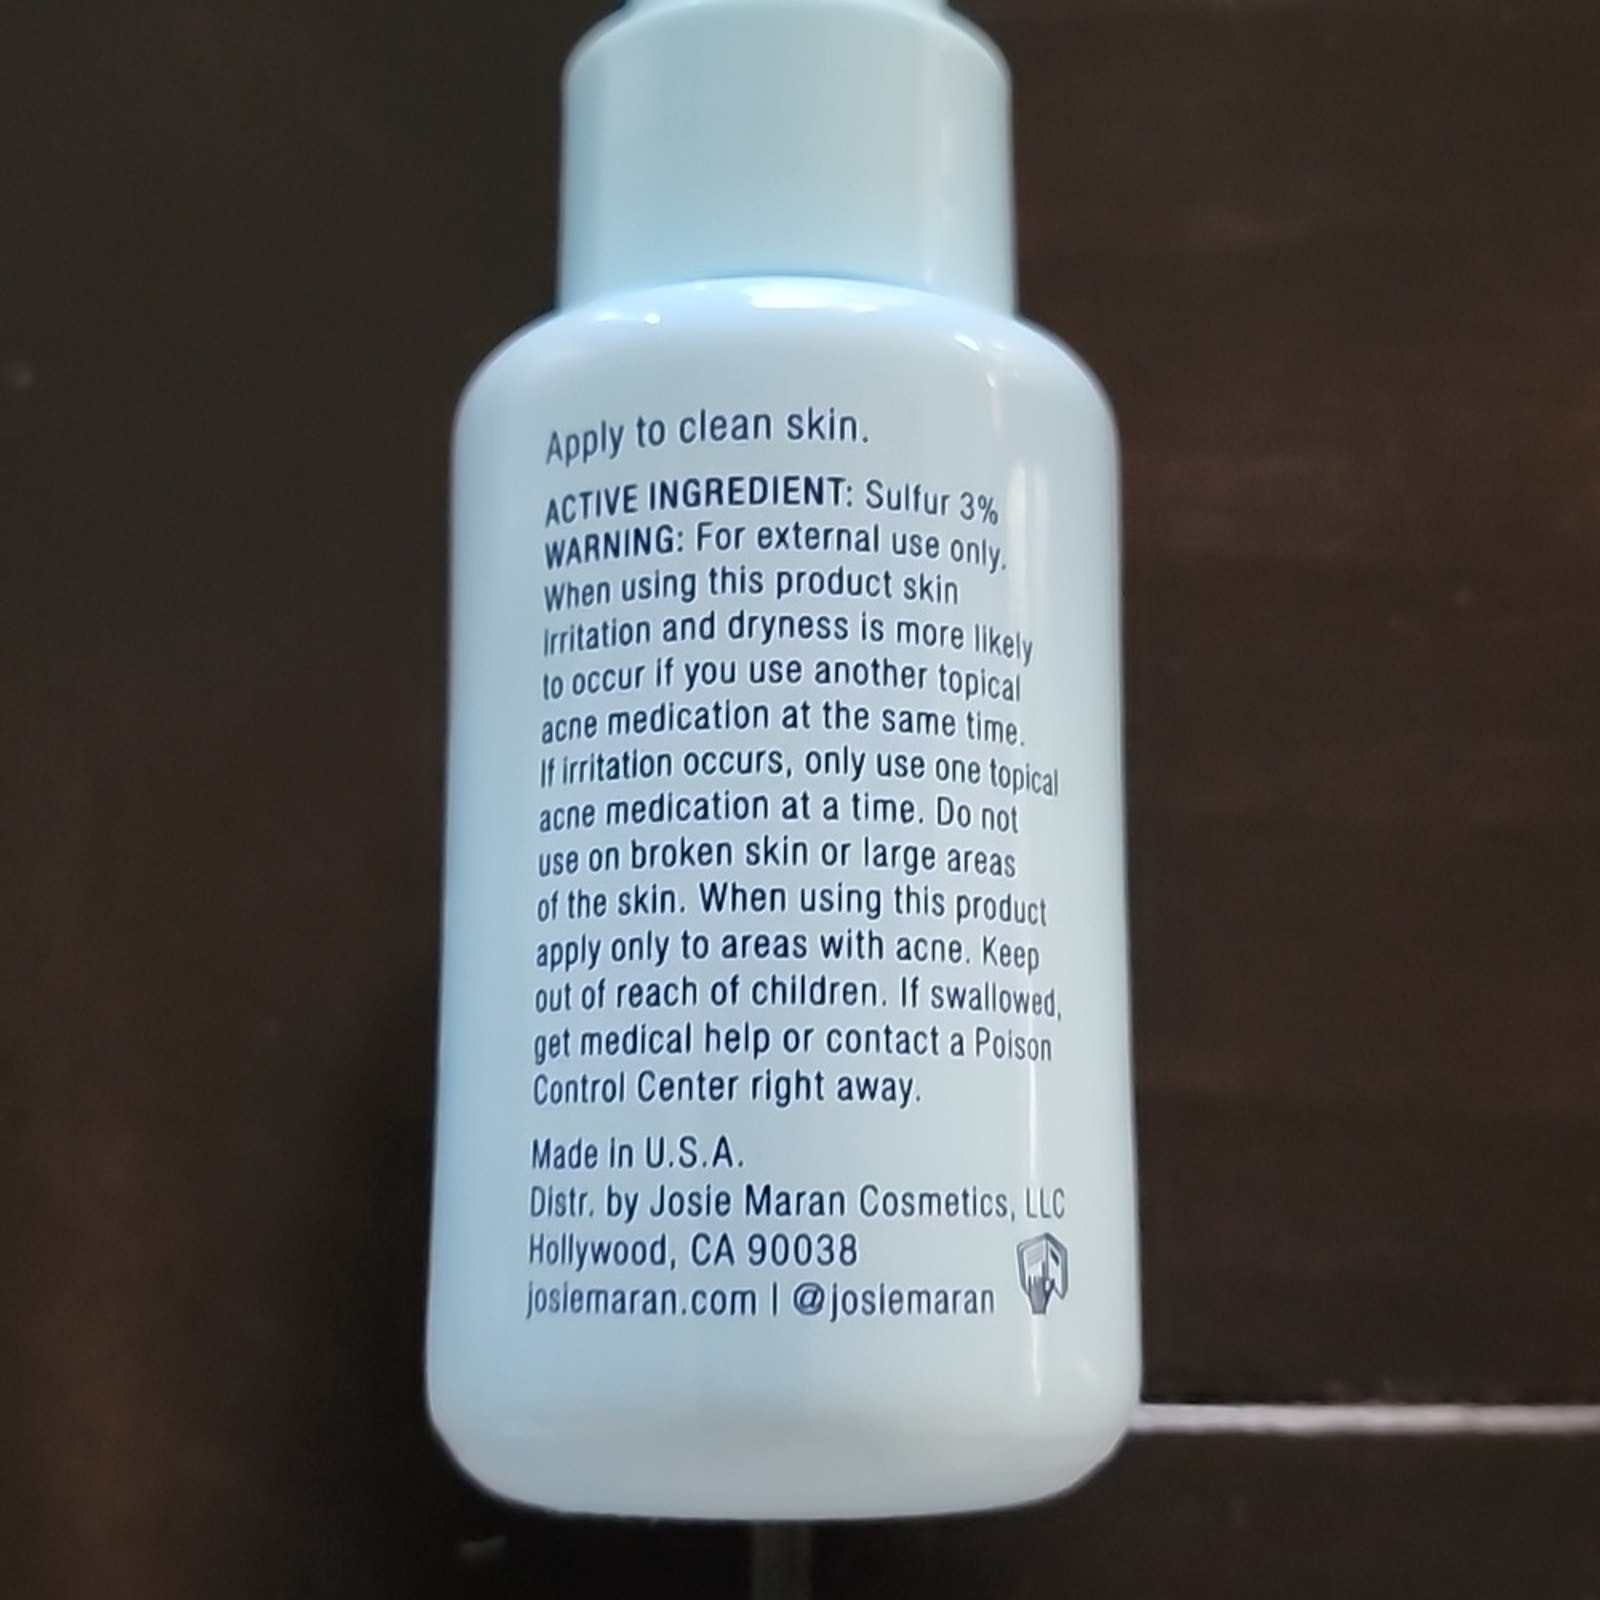 Apply to clean skin.
ACTIVE INGREDIENT: Sulfur 3%
WARNING: For external use only.
When using this product skin
irritation and dryness is more likely
to occur if you use another topical
acne medication at the same time.
If irritation occurs, only use one topical
acne medication at a time. Do not
use on broken skin or large areas
of the skin. When using this product
apply only to areas with acne. Keep
out of reach of children. If swallowed,
get medical help or contact a Poison
Control Center right away.
Made in U.S.A.
Distr. by Josie Maran Cosmetics, LLC
Hollywood, CA 90038
josiemaran.com | @josiemaran